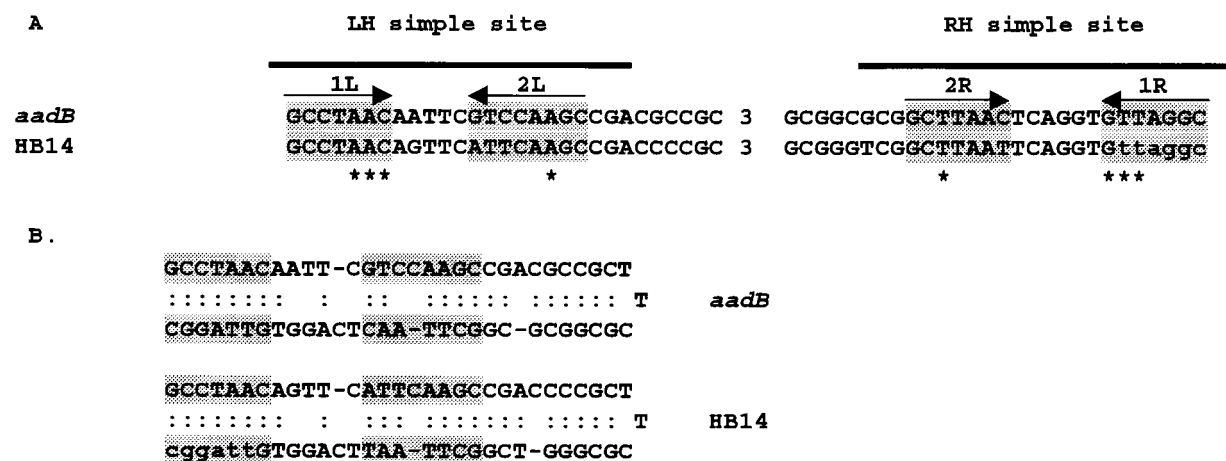 A LH simple site RH simple site
1L 2L 2R 1R
aadB GCCTAACAATTCGTCCAAGCCGACGCCGC 3 GCGGCGCGGCTTAACTCAGGTGTTAGGC
HB14 GCCTAACAGTTCATTCAAGCCGACCCCGC 3 GCGGGTCGGCTTAATTCAGGTGttaggc
*** * * ***
B.
GCCTAACAATT-CGTCCAAGCCGACGCCGCT
:::::::: : :: :::::: :::::: T aadB
CGGATTGTGGACTCAA-TTCGGC-GCGGCGC
GCCTAACAGTT-CATTCAAGCCGACCCCGCT
:::::::: : ::: ::::::: ::::: T HB14
cggattGTGGACTTAA-TTCGGCT-GGGCGC